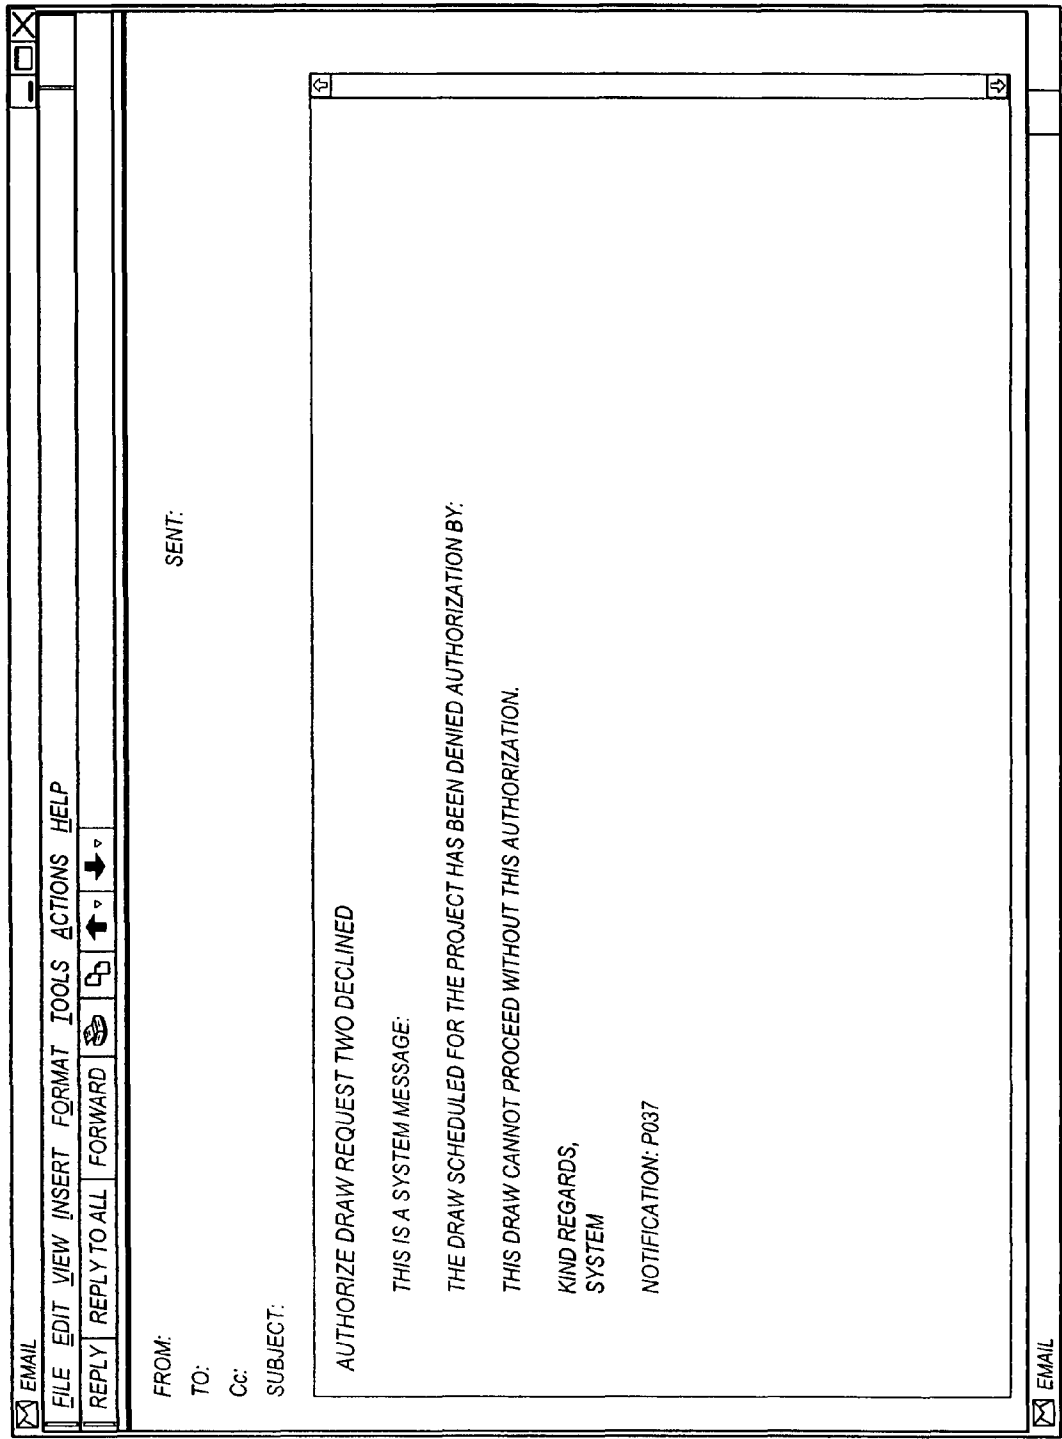 EMAIL
FILE EDIT VIEW INSERT FORMAT TOOLS ACTIONS HELP
REPLY REPLY TO ALL FORWARD
FROM:
SENT:
TO:
Cc:
SUBJECT:
AUTHORIZE DRAW REQUEST TWO DECLINED
THIS IS A SYSTEM MESSAGE:
THE DRAW SCHEDULED FOR THE PROJECT HAS BEEN DENIED AUTHORIZATION BY:
THIS DRAW CANNOT PROCEED WITHOUT THIS AUTHORIZATION.
KIND REGARDS,
SYSTEM
NOTIFICATION: P037
EMAIL